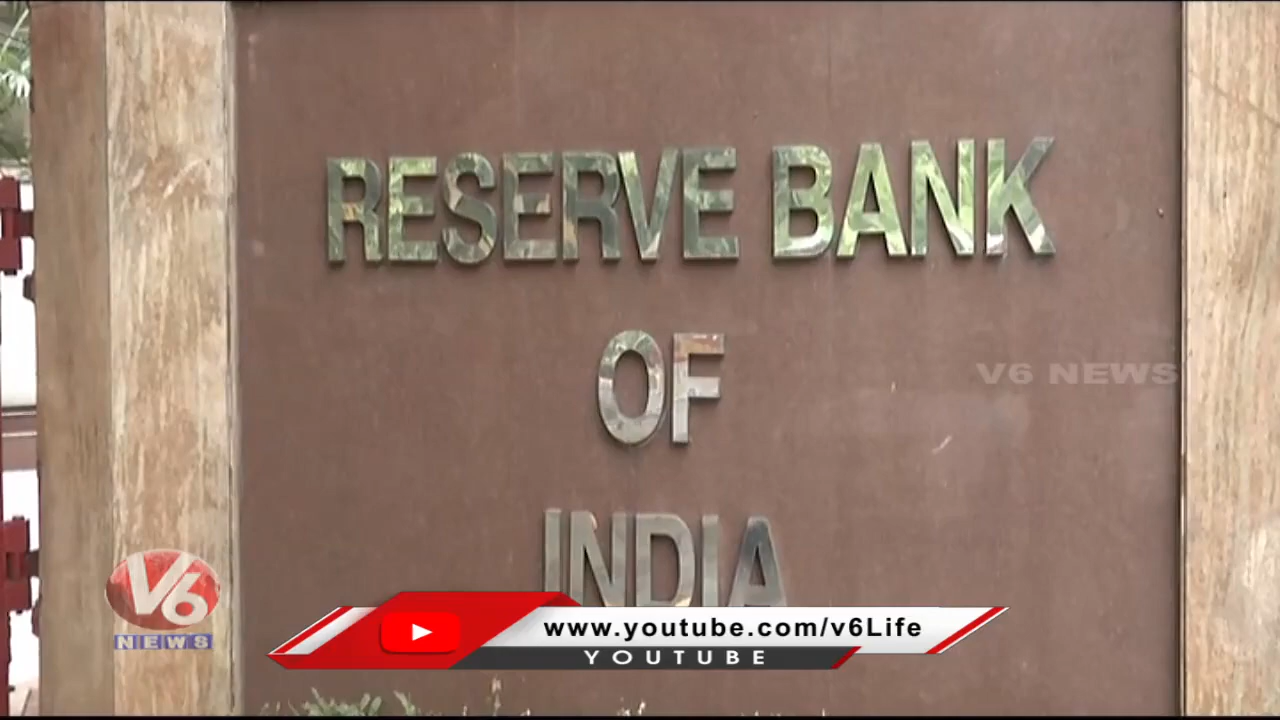 RESERVE BANK
OF
INDIA
V6 NEWS
V6
NEWS
www.youtube.com/v6Life
YOUTUBE